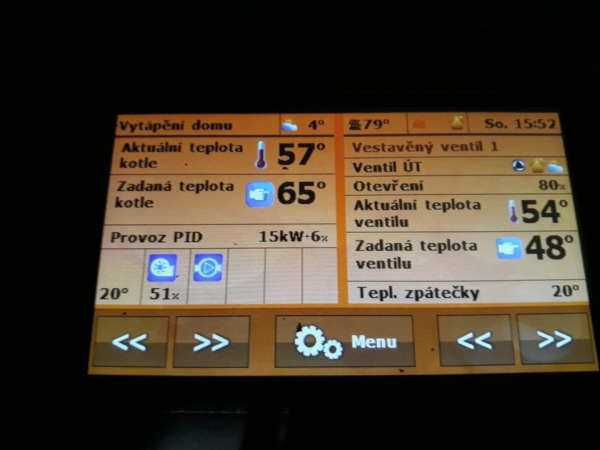 Vytápění domu 4° 79° So. 15:52
Aktuální teplota
kotle 57°
Zadaná teplota
kotle 65°
Provoz PID 15kW·6%
20° 51%
Vestavěný ventil 1
Ventil ÚT
Otevření 80%
Aktuální teplota
ventilu 54°
Zadaná teplota
ventilu 48°
Tepl. zpátečky 20°
<< >> Menu << >>